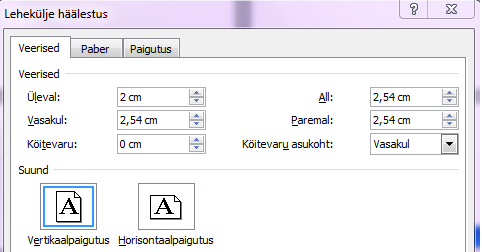 Lehekülje häälestus
Veerised Paber Paigutus
Veerised
Üleval: 2 cm All: 2,54 cm
Vasakul: 2,54 cm Paremal: 2,54 cm
Köitevaru: 0 cm Köitevaru asukoht: Vasakul
Suund
A A
Vertikaalpaigutus Horisontaalpaigutus